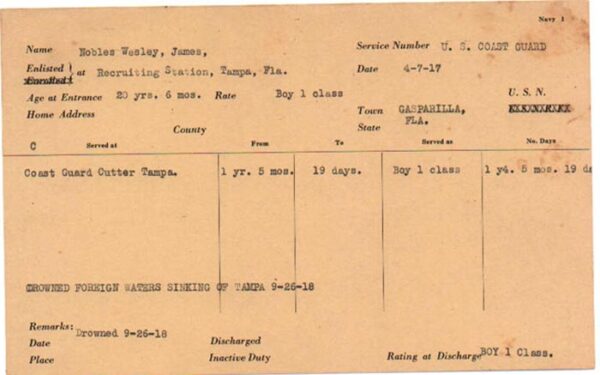 Navy 1
Name Nobles Wesley, James, Service Number U. S. COAST GUARD
Enlisted } at Recruiting Station, Tampa, Fla. Date 4-7-17
Enrolled
Age at Entrance 20 yrs. 6 mos. Rate Boy 1 class U. S. N.
Home Address Town GASPARILLA,
County State FLA.
C Served at From To Served as No. Days
Coast Guard Cutter Tampa. 1 yr. 5 mos. 19 days. Boy 1 class 1 y4. 5 mos. 19 da
DROWNED FOREIGN WATERS SINKING OF TAMPA 9-26-18
Remarks: Drowned 9-26-18
Date Discharged
Place Inactive Duty Rating at Discharge BOY 1 Class.